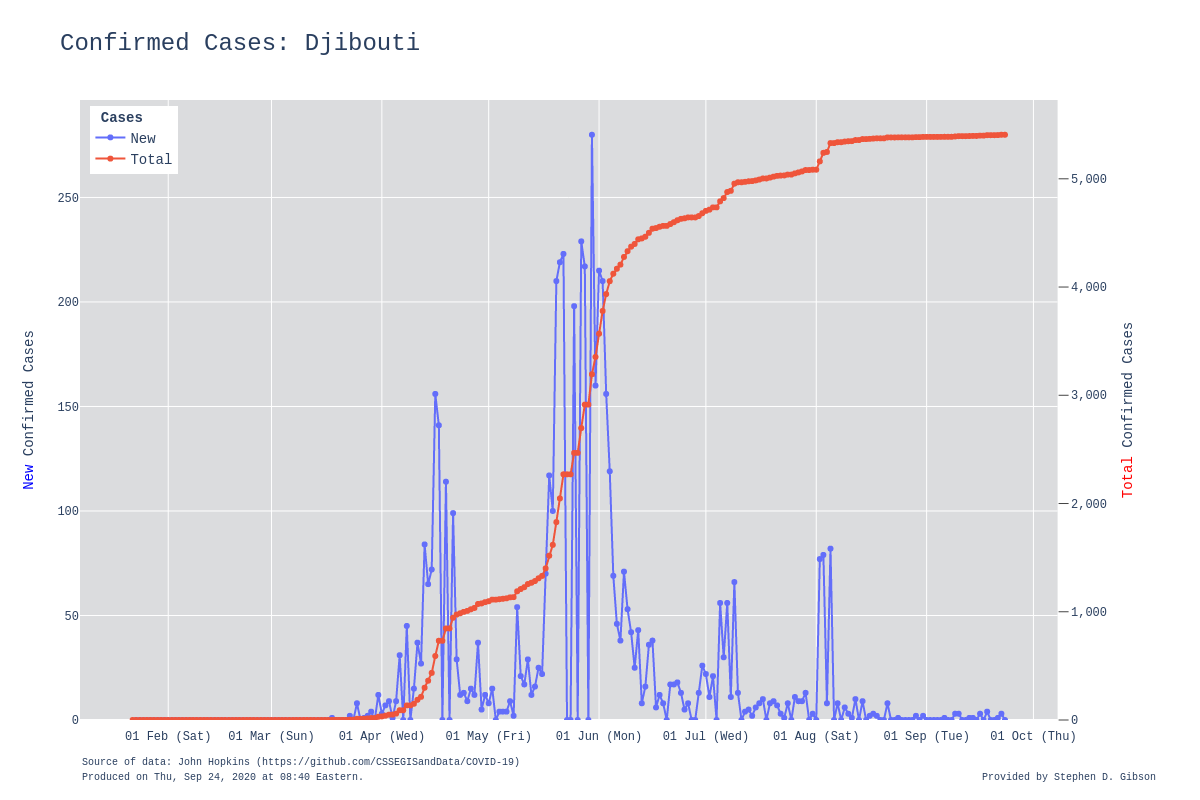 Confirmed Cases: Djibouti
Cases
New
Total
250
200
150
100
50
0
5,000
4,000
3,000
2,000
1,000
0
New Confirmed Cases
Total Confirmed Cases
01 Feb (Sat) 01 Mar (Sun) 01 Apr (Wed) 01 May (Fri) 01 Jun (Mon) 01 Jul (Wed) 01 Aug (Sat) 01 Sep (Tue) 01 Oct (Thu)
Source of data: John Hopkins (https://github.com/CSSEGISandData/COVID-19)
Produced on Thu, Sep 24, 2020 at 08:40 Eastern.
Provided by Stephen D. Gibson